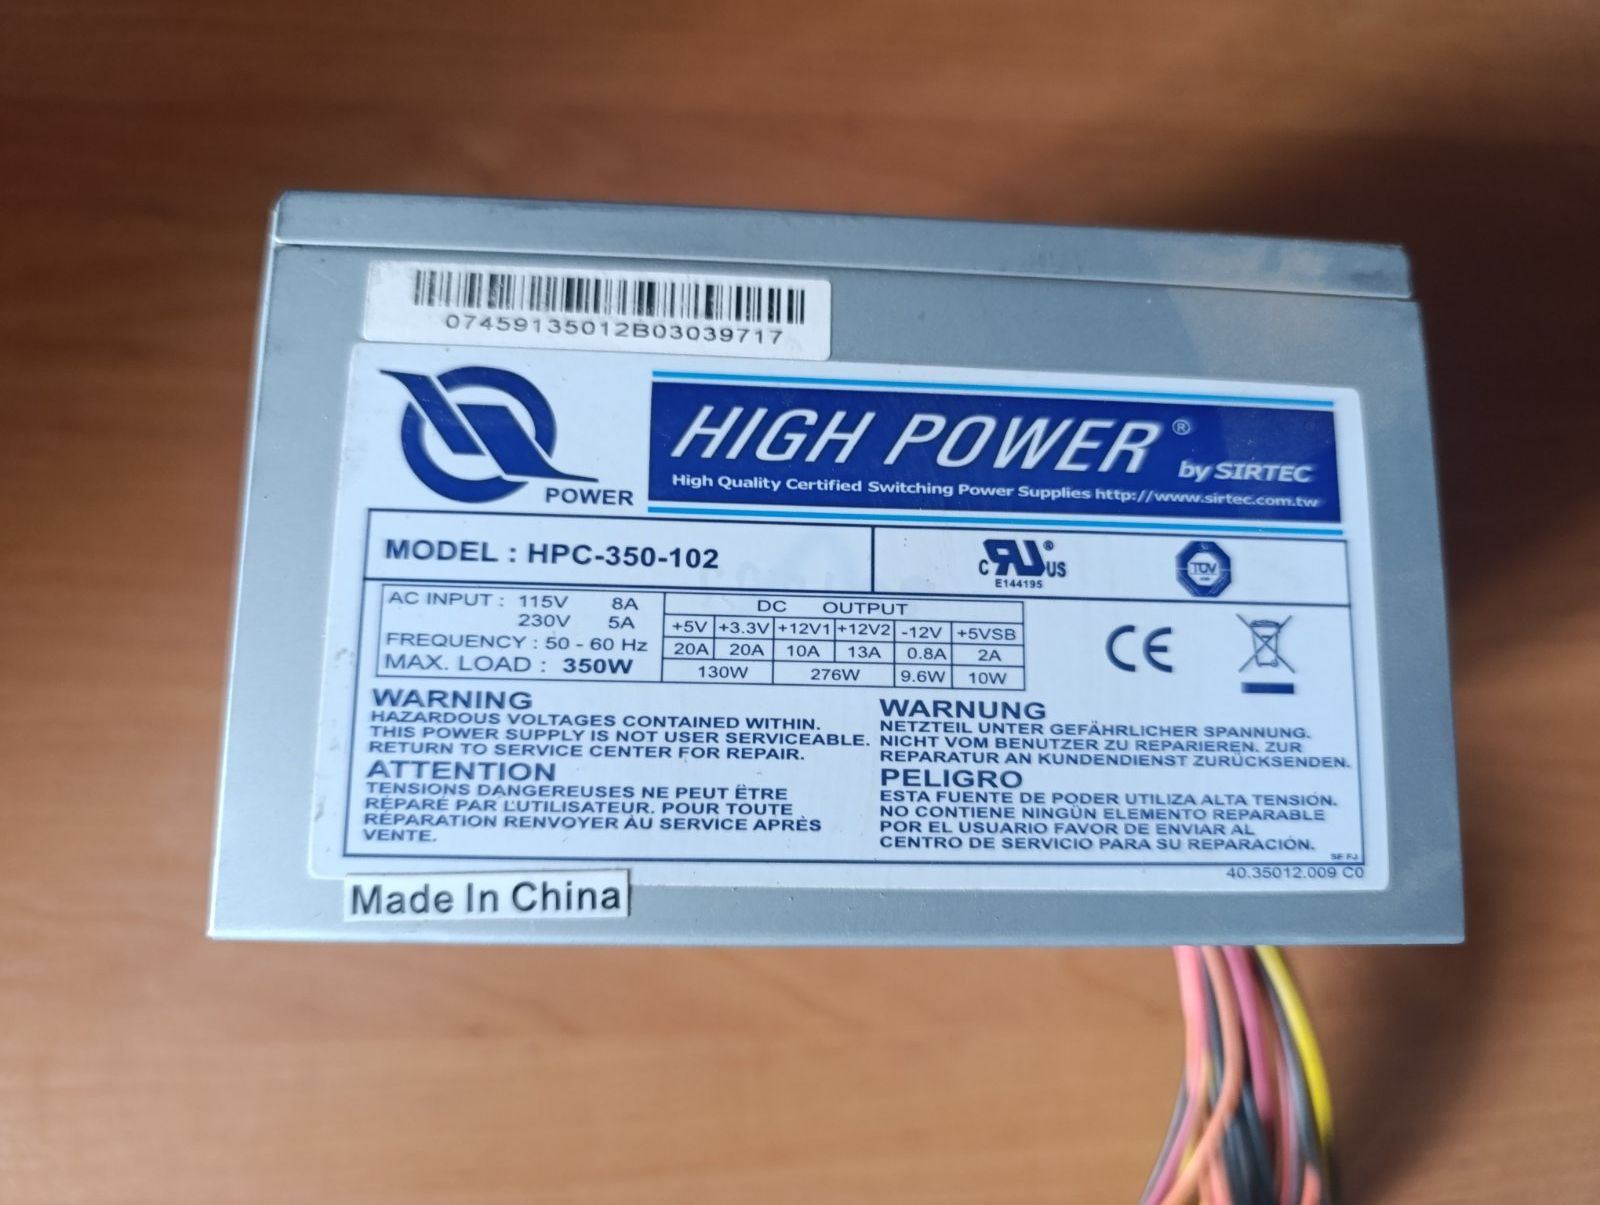 07459135012B03039717
POWER
HIGH POWER® by SIRTEC
High Quality Certified Switching Power Supplies http://www.sirtec.com.tw
MODEL : HPC-350-102
C RU® US
E144195
TÜV
AC INPUT : 115V 8A
230V 5A
FREQUENCY : 50 - 60 Hz
MAX. LOAD : 350W
DC OUTPUT
+5V +3.3V +12V1 +12V2 -12V +5VSB
20A 20A 10A 13A 0.8A 2A
130W 276W 9.6W 10W
CE
WARNING
HAZARDOUS VOLTAGES CONTAINED WITHIN.
THIS POWER SUPPLY IS NOT USER SERVICEABLE.
RETURN TO SERVICE CENTER FOR REPAIR.
ATTENTION
TENSIONS DANGEREUSES NE PEUT ËTRE
RÉPARÉ PAR L'UTILISATEUR. POUR TOUTE
RÉPARATION RENVOYER AU SERVICE APRÈS
VENTE.
WARNUNG
NETZTEIL UNTER GEFÄHRLICHER SPANNUNG.
NICHT VOM BENUTZER ZU REPARIEREN. ZUR
REPARATUR AN KUNDENDIENST ZURÜCKSENDEN.
PELIGRO
ESTA FUENTE DE PODER UTILIZA ALTA TENSIÓN.
NO CONTIENE NINGÚN ELEMENTO REPARABLE
POR EL USUARIO FAVOR DE ENVIAR AL
CENTRO DE SERVICIO PARA SU REPARACIÓN.
40.35012.009 C0
Made In China